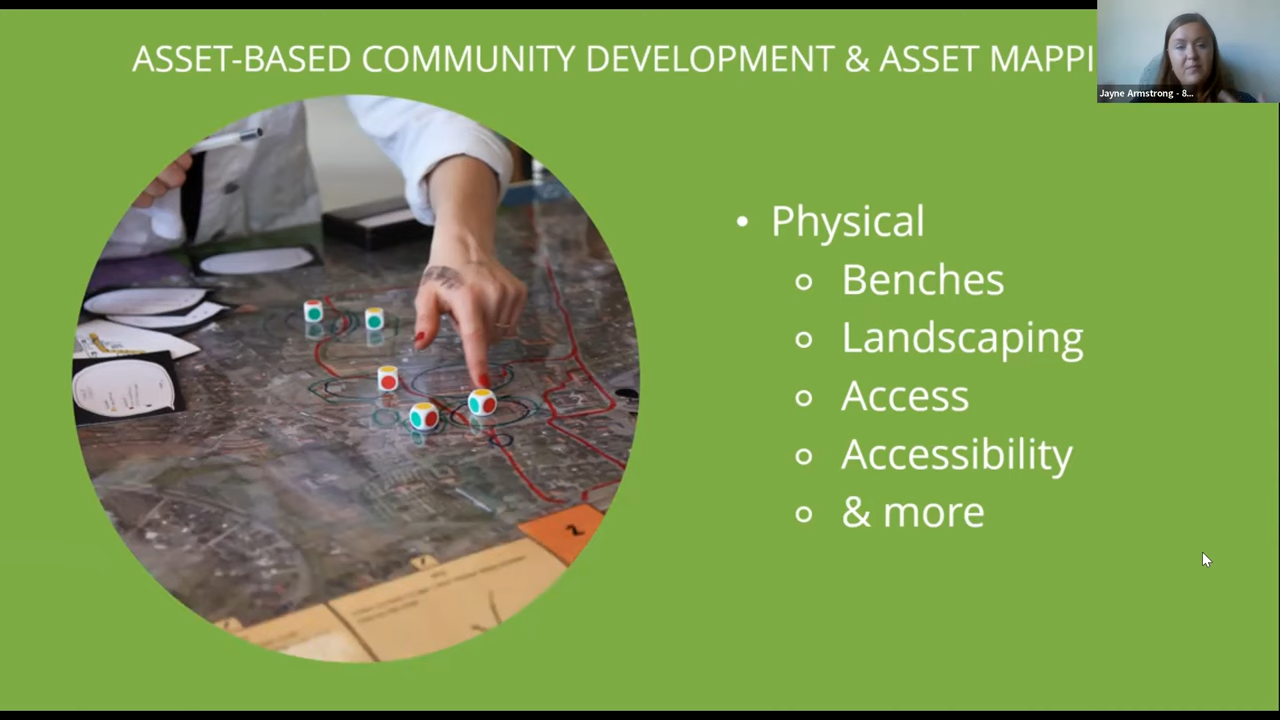 ASSET-BASED COMMUNITY DEVELOPMENT & ASSET MAPPI
Jayne Armstrong - 8...
• Physical
Benches
Landscaping
Access
Accessibility
& more